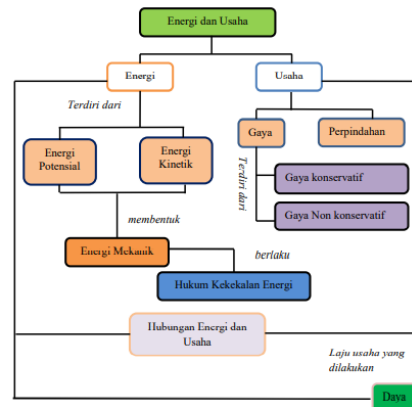 Energi dan Usaha
Energi
Usaha
Terdiri dari
Gaya
Perpindahan
Energi
Potensial
Energi
Kinetik
Terdiri dari
Gaya konservatif
Gaya Non konservatif
membentuk
Energi Mekanik
berlaku
Hukum Kekekalan Energi
Hubungan Energi dan
Usaha
Laju usaha yang
dilakukan
Daya